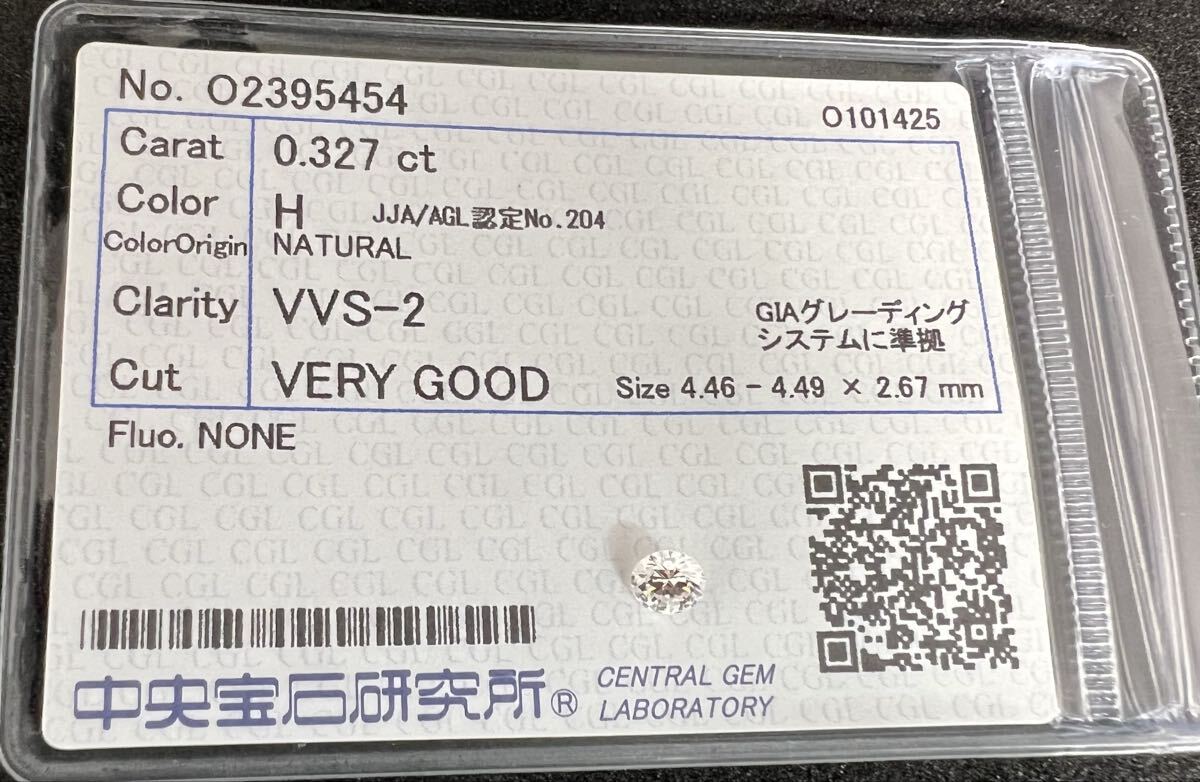 No. O2395454
O101425
Carat 0.327 ct
Color H JJA/AGL認定No.204
ColorOrigin NATURAL
Clarity VVS-2
GIAグレーディング
システムに準拠
Cut VERY GOOD Size 4.46 - 4.49 × 2.67 mm
Fluo. NONE
中央宝石研究所®
CENTRAL GEM
LABORATORY